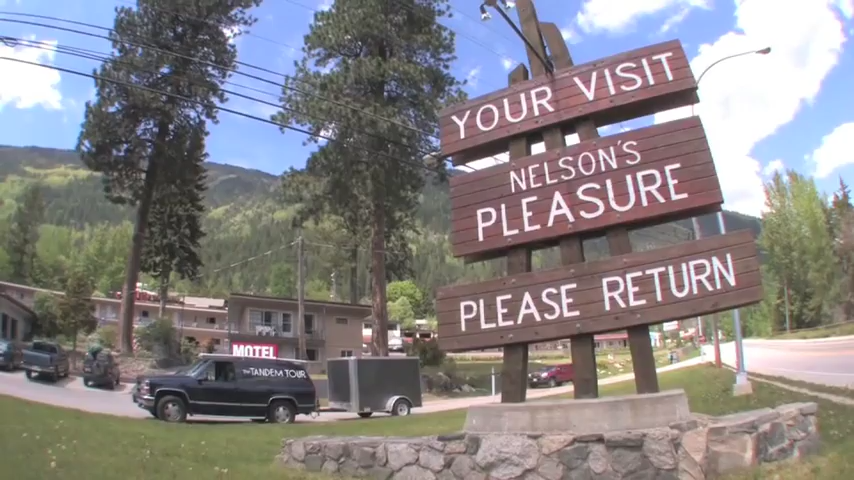 YOUR VISIT
NELSON'S
PLEASURE
PLEASE RETURN
MOTEL
THE TANDEM TOUR